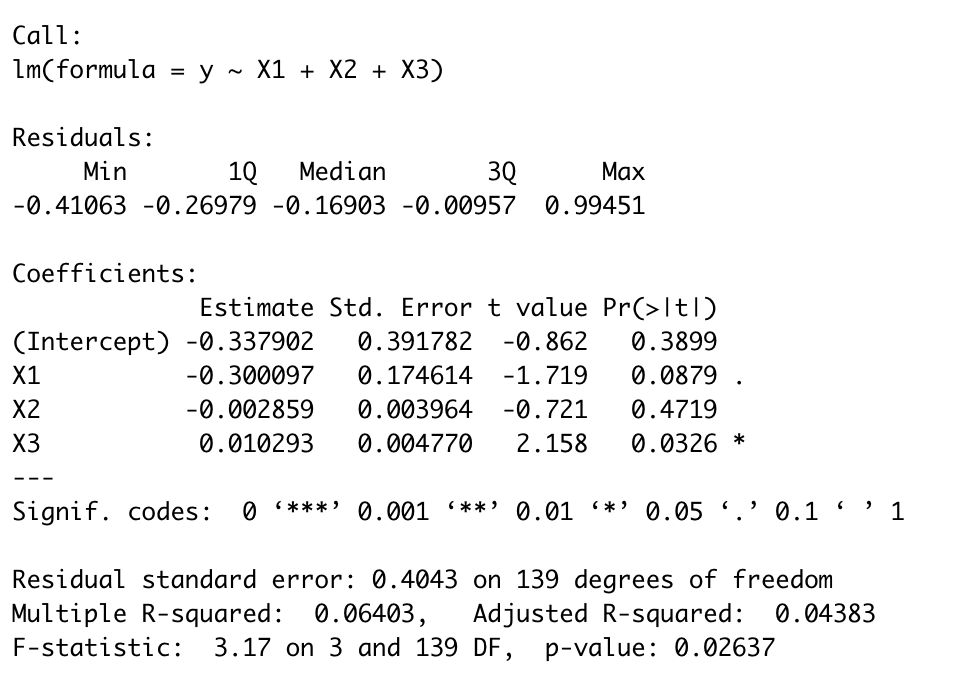 Call:
lm(formula = y ~ X1 + X2 + X3)

Residuals:
     Min       1Q   Median       3Q      Max
-0.41063 -0.26979 -0.16903 -0.00957  0.99451

Coefficients:
             Estimate Std. Error t value Pr(>|t|)
(Intercept) -0.337902   0.391782  -0.862   0.3899
X1          -0.300097   0.174614  -1.719   0.0879 .
X2          -0.002859   0.003964  -0.721   0.4719
X3           0.010293   0.004770   2.158   0.0326 *
---
Signif. codes:  0 ‘***’ 0.001 ‘**’ 0.01 ‘*’ 0.05 ‘.’ 0.1 ‘ ’ 1

Residual standard error: 0.4043 on 139 degrees of freedom
Multiple R-squared:  0.06403,   Adjusted R-squared:  0.04383
F-statistic:  3.17 on 3 and 139 DF,  p-value: 0.02637